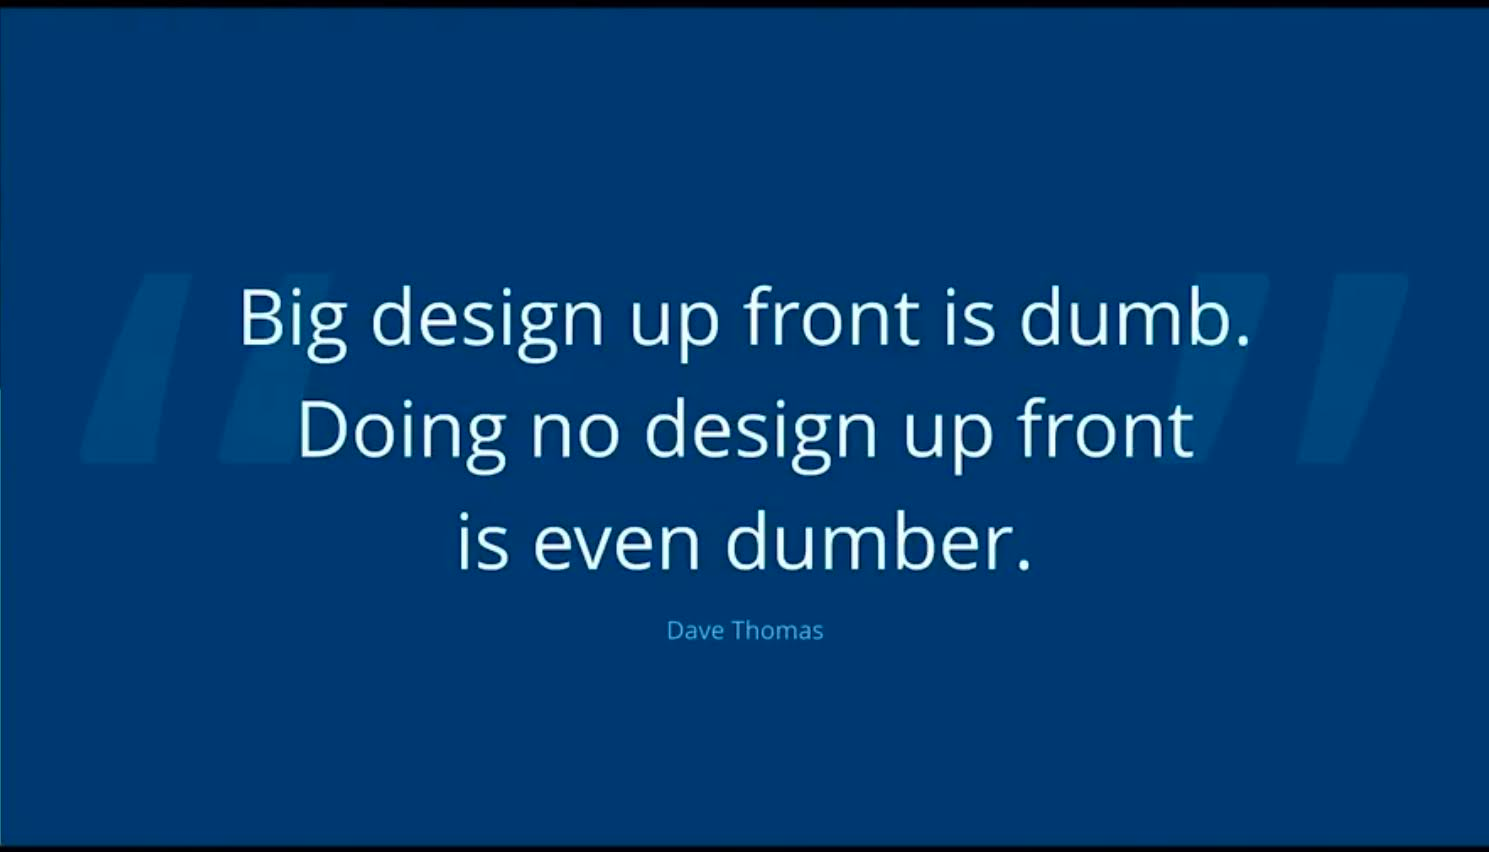 Big design up front is dumb.
Doing no design up front
is even dumber.
Dave Thomas